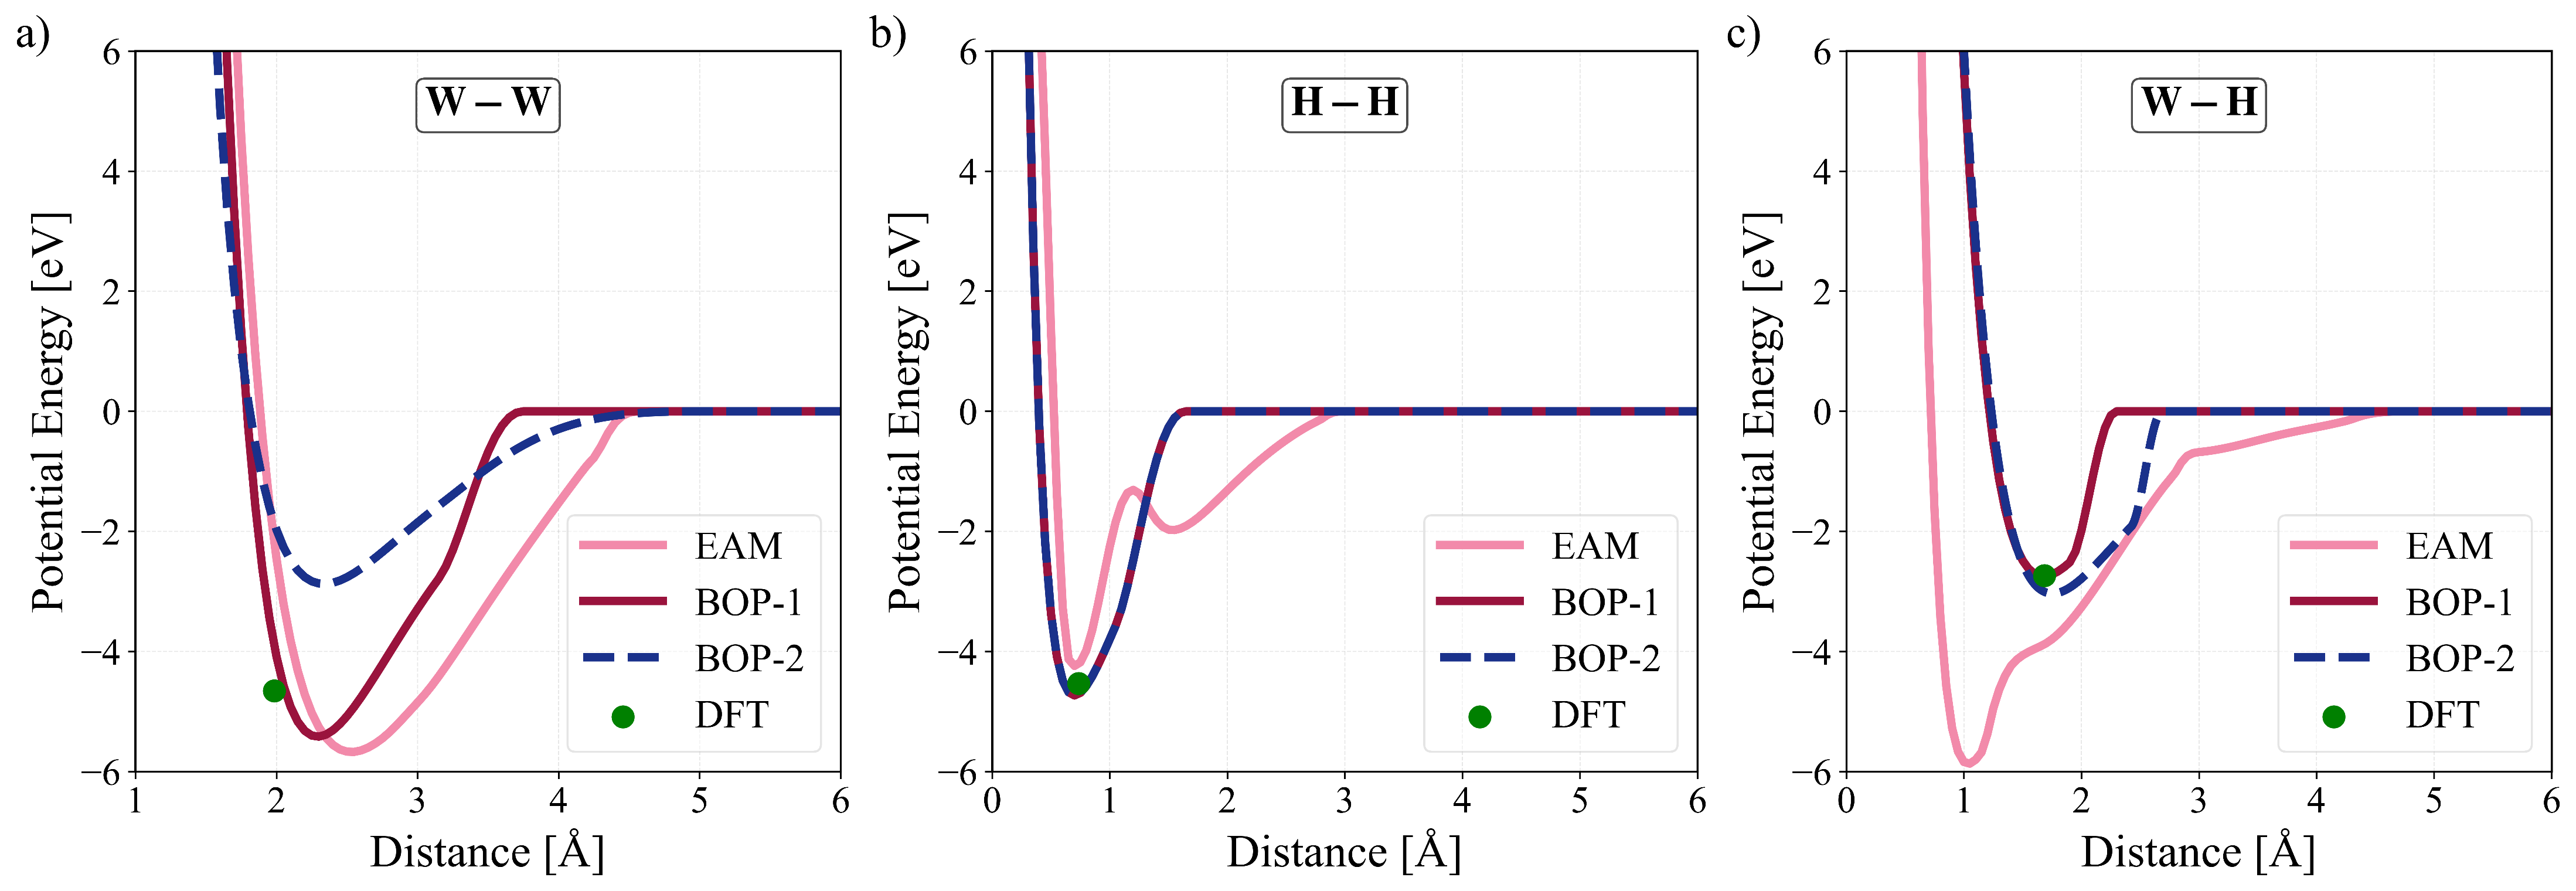 a)
W – W
Potential Energy [eV]
6
4
2
0
−2
−4
−6
1
2
3
4
5
6
Distance [Å]
EAM
BOP-1
BOP-2
DFT
b)
H – H
Potential Energy [eV]
6
4
2
0
−2
−4
−6
0
1
2
3
4
5
6
Distance [Å]
EAM
BOP-1
BOP-2
DFT
c)
W – H
Potential Energy [eV]
6
4
2
0
−2
−4
−6
0
1
2
3
4
5
6
Distance [Å]
EAM
BOP-1
BOP-2
DFT